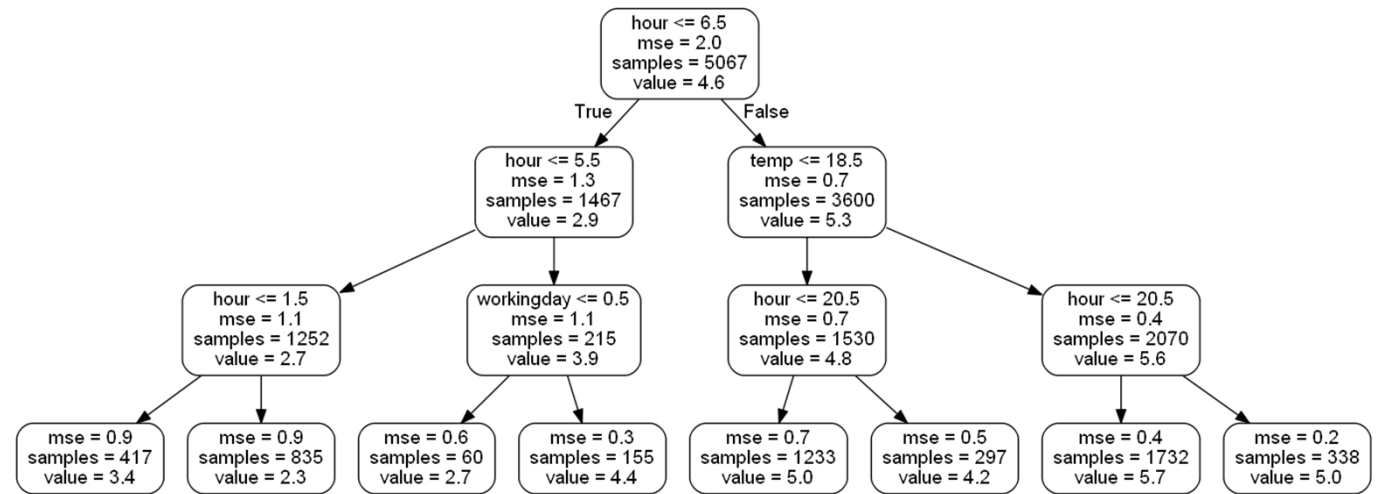 hour <= 6.5
mse = 2.0
samples = 5067
value = 4.6
True
False
hour <= 5.5
mse = 1.3
samples = 1467
value = 2.9
temp <= 18.5
mse = 0.7
samples = 3600
value = 5.3
hour <= 1.5
mse = 1.1
samples = 1252
value = 2.7
workingday <= 0.5
mse = 1.1
samples = 215
value = 3.9
hour <= 20.5
mse = 0.7
samples = 1530
value = 4.8
hour <= 20.5
mse = 0.4
samples = 2070
value = 5.6
mse = 0.9
samples = 417
value = 3.4
mse = 0.9
samples = 835
value = 2.3
mse = 0.6
samples = 60
value = 2.7
mse = 0.3
samples = 155
value = 4.4
mse = 0.7
samples = 1233
value = 5.0
mse = 0.5
samples = 297
value = 4.2
mse = 0.4
samples = 1732
value = 5.7
mse = 0.2
samples = 338
value = 5.0